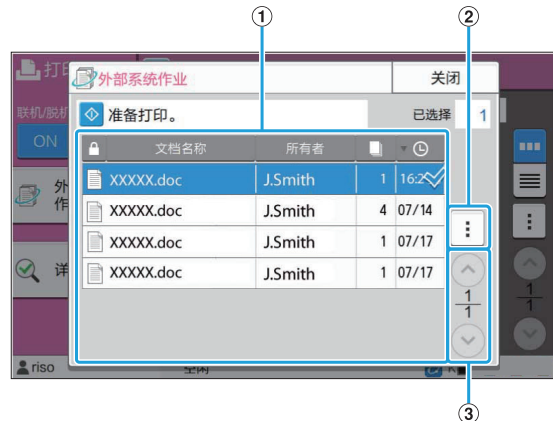 ① ②
打
外部系统作业 关闭
联机/脱机 准备打印。 已选择 1
ON 文档名称 所有者
外 XXXXX.doc J.Smith 1 16:2
作 XXXXX.doc J.Smith 4 07/14
XXXXX.doc J.Smith 1 07/17
详 XXXXX.doc J.Smith 1 07/17
1
1
1
1
riso 空闲 K
③